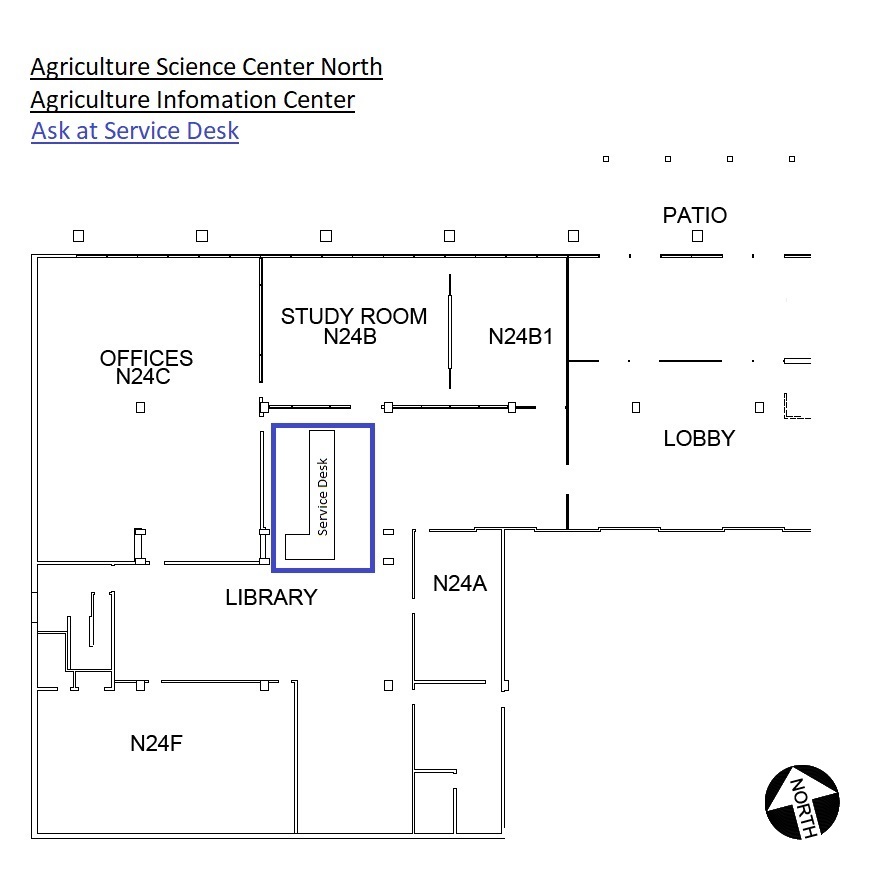 Agriculture Science Center North
Agriculture Infomation Center
Ask at Service Desk
PATIO
STUDY ROOM
N24B
N24B1
OFFICES
N24C
LOBBY
Service Desk
N24A
LIBRARY
N24F
NORTH